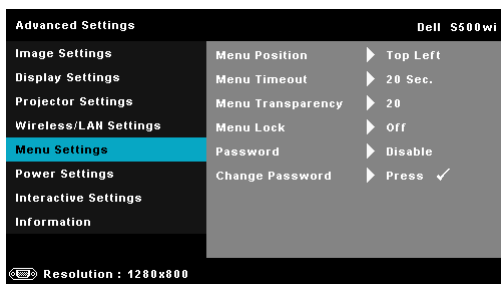 Advanced Settings Dell S500wi
Image Settings
Display Settings
Projector Settings
Wireless/LAN Settings
Menu Settings
Power Settings
Interactive Settings
Information
Menu Position Top Left
Menu Timeout 20 Sec.
Menu Transparency 20
Menu Lock Off
Password Disable
Change Password Press ✓
Resolution : 1280x800